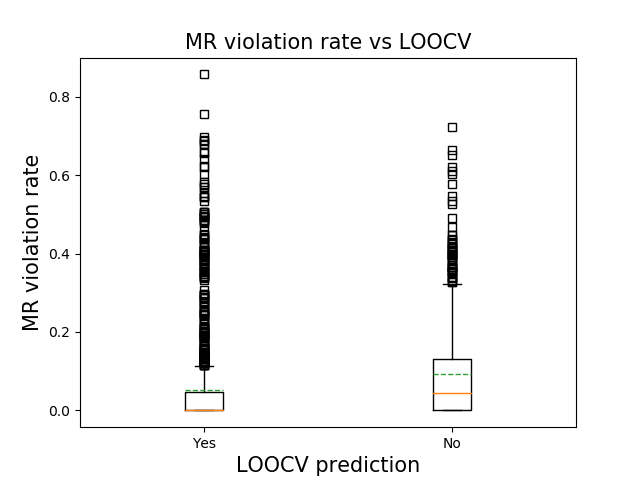 MR violation rate vs LOOCV
MR violation rate
0.8
0.6
0.4
0.2
0.0
Yes
No
LOOCV prediction